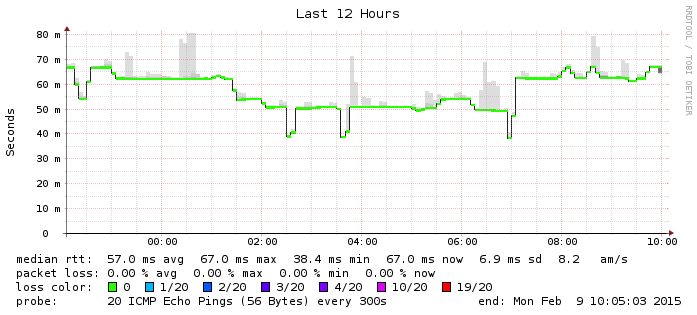 Last 12 Hours
RRDTOOL / TOBI OETIKER
Seconds
80 m
70 m
60 m
50 m
40 m
30 m
20 m
10 m
0
00:00 02:00 04:00 06:00 08:00 10:00
median rtt: 57.0 ms avg 67.0 ms max 38.4 ms min 67.0 ms now 6.9 ms sd 8.2 am/s
packet loss: 0.00 % avg 0.00 % max 0.00 % min 0.00 % now
loss color: 0 1/20 2/20 3/20 4/20 10/20 19/20
probe: 20 ICMP Echo Pings (56 Bytes) every 300s end: Mon Feb 9 10:05:03 2015